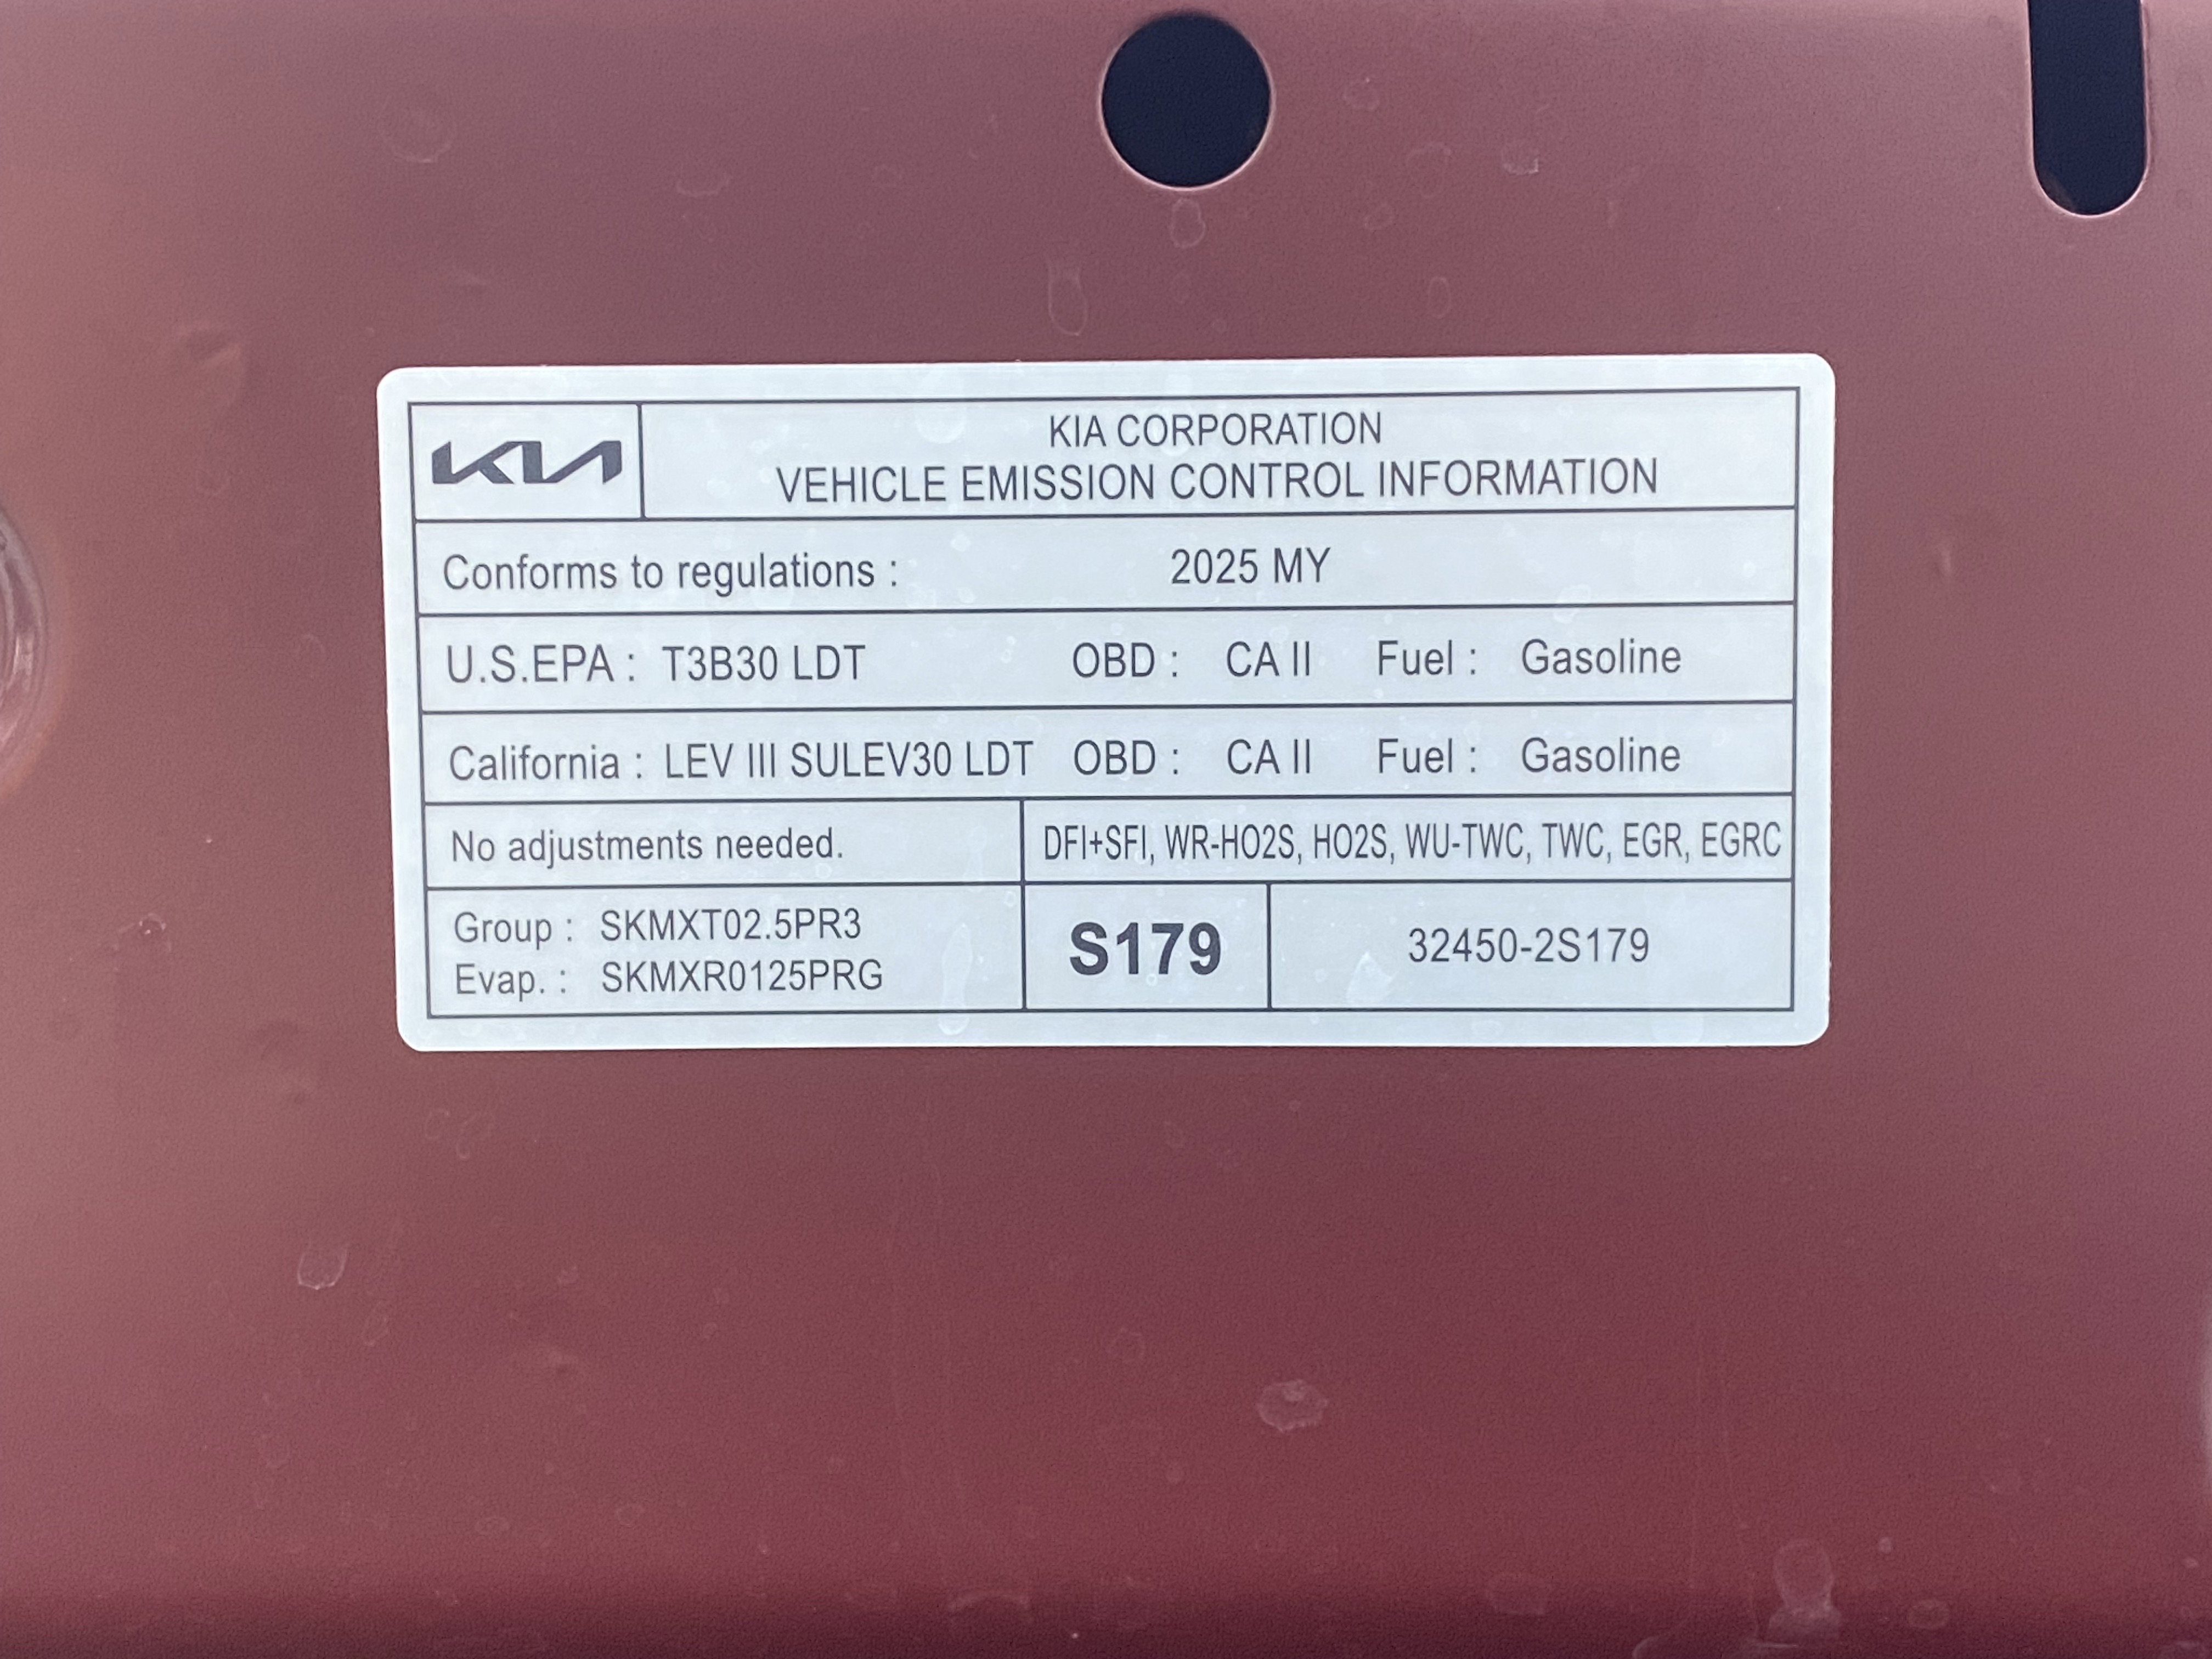 KIA
KIA CORPORATION
VEHICLE EMISSION CONTROL INFORMATION
Conforms to regulations : 2025 MY
U.S.EPA : T3B30 LDT OBD : CA II Fuel : Gasoline
California : LEV III SULEV30 LDT OBD : CA II Fuel : Gasoline
No adjustments needed. DFI+SFI, WR-HO2S, HO2S, WU-TWC, TWC, EGR, EGRC
Group : SKMXT02.5PR3
Evap. : SKMXR0125PRG
S179
32450-2S179